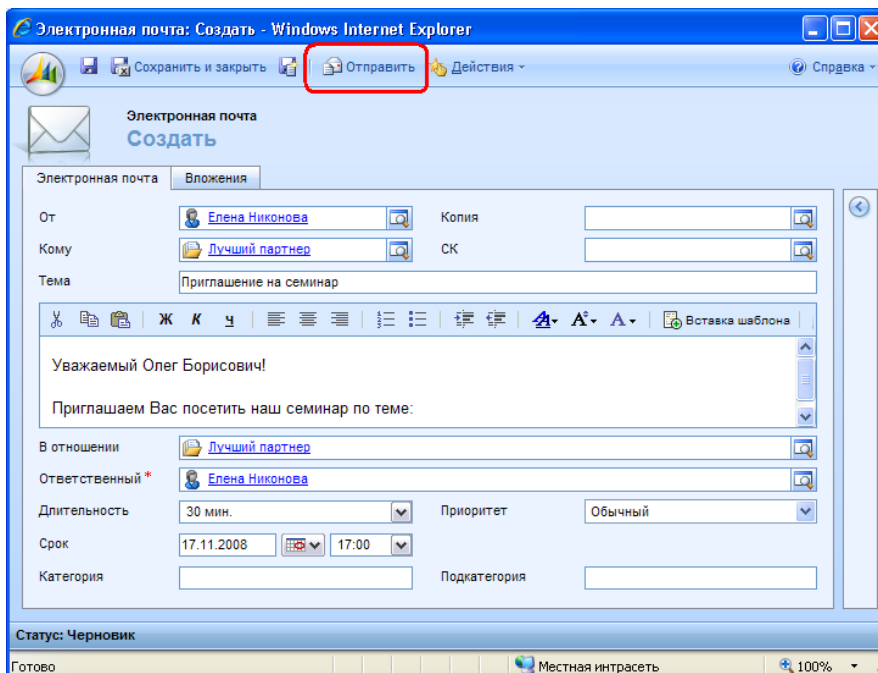 Электронная почта: Создать - Windows Internet Explorer
Сохранить и закрыть Отправить Действия Справка
Электронная почта
Создать
Электронная почта Вложения
От Елена Никонова Копия
Кому Лучший партнер СК
Тема Приглашение на семинар
Ж К Ч А А А Вставка шаблона
Уважаемый Олег Борисович!
Приглашаем Вас посетить наш семинар по теме:
В отношении Лучший партнер
Ответственный * Елена Никонова
Длительность 30 мин. Приоритет Обычный
Срок 17.11.2008 17:00
Категория Подкатегория
Статус: Черновик
Готово Местная интрасеть 100%